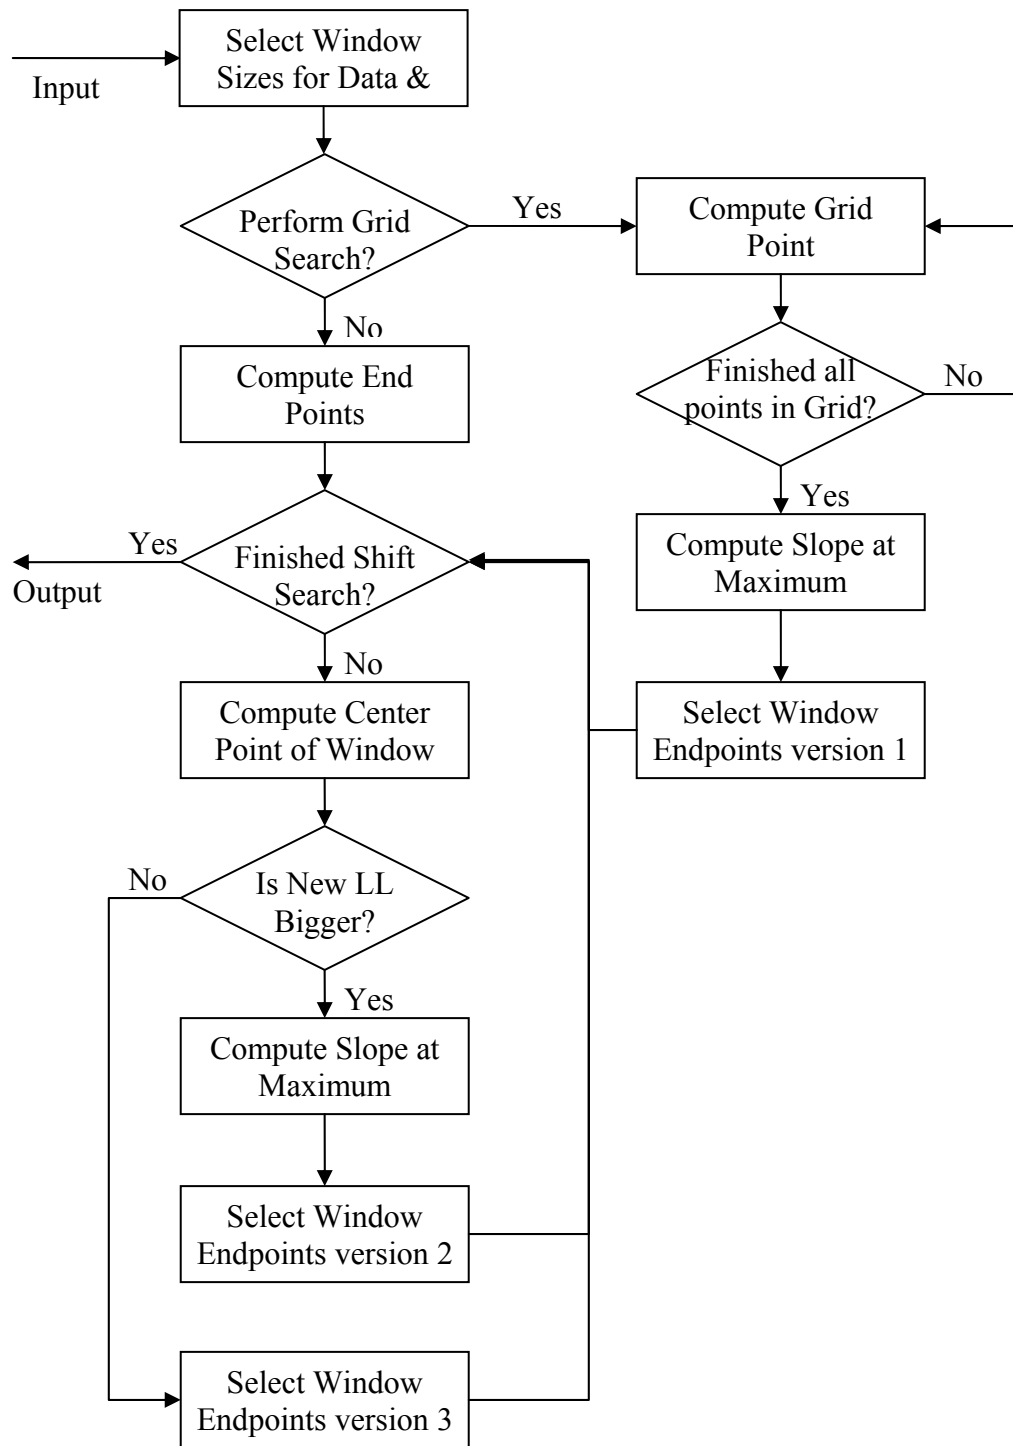 Select Window
Sizes for Data &
Input
Perform Grid
Search?
Yes
Compute Grid
Point
No
Compute End
Points
Finished all
points in Grid?
No
Yes
Finished Shift
Search?
Yes
Output
Compute Slope at
Maximum
No
Compute Center
Point of Window
Select Window
Endpoints version 1
No
Is New LL
Bigger?
Yes
Compute Slope at
Maximum
Select Window
Endpoints version 2
Select Window
Endpoints version 3